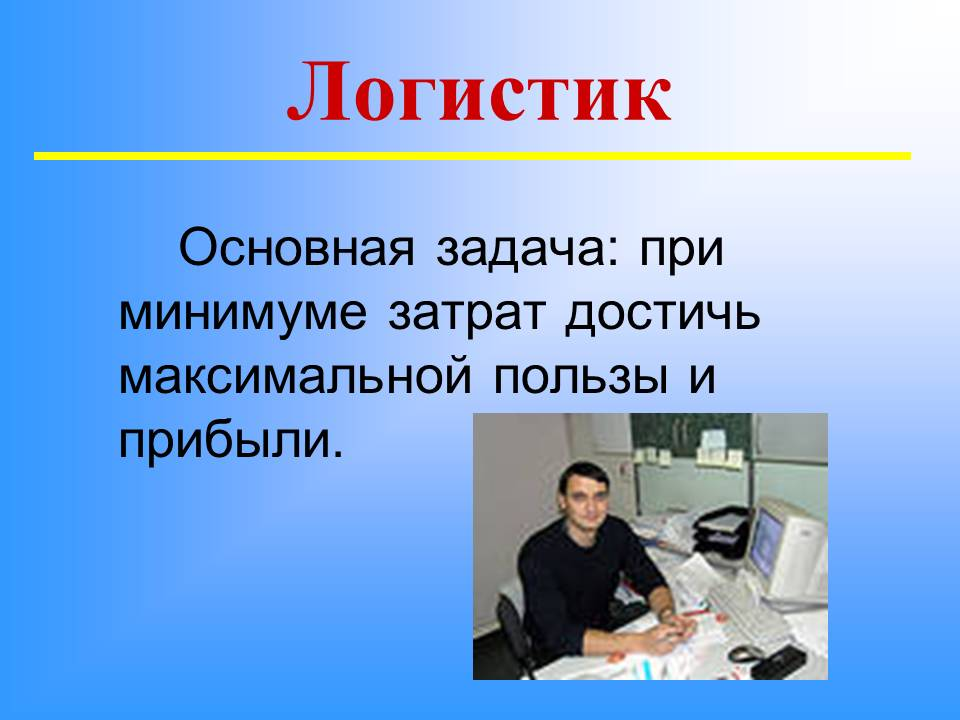 Логистик
Основная задача: при
минимуме затрат достичь
максимальной пользы и
прибыли.